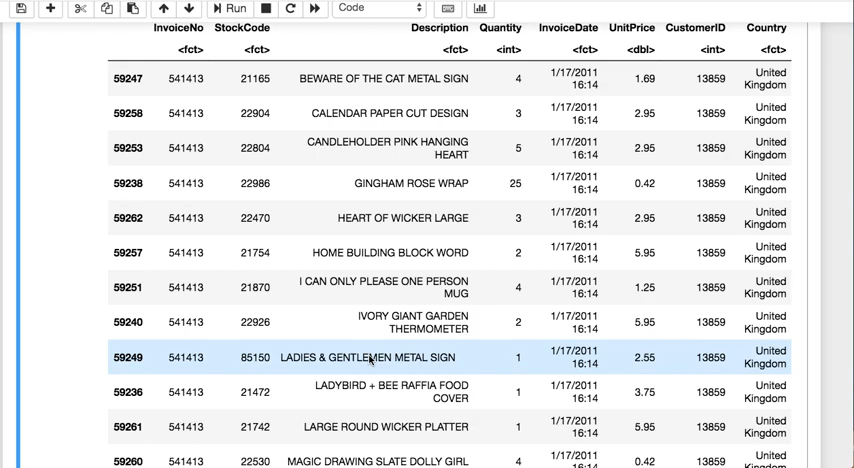 Run Code
InvoiceNo StockCode Description Quantity InvoiceDate UnitPrice CustomerID Country
<fct> <fct> <fct> <int> <fct> <dbl> <int> <fct>
59247 541413 21165 BEWARE OF THE CAT METAL SIGN 4 1/17/2011 16:14 1.69 13859 United Kingdom
59258 541413 22904 CALENDAR PAPER CUT DESIGN 3 1/17/2011 16:14 2.95 13859 United Kingdom
59253 541413 22804 CANDLEHOLDER PINK HANGING HEART 5 1/17/2011 16:14 2.95 13859 United Kingdom
59238 541413 22986 GINGHAM ROSE WRAP 25 1/17/2011 16:14 0.42 13859 United Kingdom
59262 541413 22470 HEART OF WICKER LARGE 3 1/17/2011 16:14 2.95 13859 United Kingdom
59257 541413 21754 HOME BUILDING BLOCK WORD 2 1/17/2011 16:14 5.95 13859 United Kingdom
59251 541413 21870 I CAN ONLY PLEASE ONE PERSON MUG 4 1/17/2011 16:14 1.25 13859 United Kingdom
59240 541413 22926 IVORY GIANT GARDEN THERMOMETER 2 1/17/2011 16:14 5.95 13859 United Kingdom
59249 541413 85150 LADIES & GENTLEMEN METAL SIGN 1 1/17/2011 16:14 2.55 13859 United Kingdom
59236 541413 21472 LADYBIRD + BEE RAFFIA FOOD COVER 1 1/17/2011 16:14 3.75 13859 United Kingdom
59261 541413 21742 LARGE ROUND WICKER PLATTER 1 1/17/2011 16:14 5.95 13859 United Kingdom
59260 541413 22530 MAGIC DRAWING SLATE DOLLY GIRL 4 1/17/2011 16:14 0.42 13859 United Kingdom